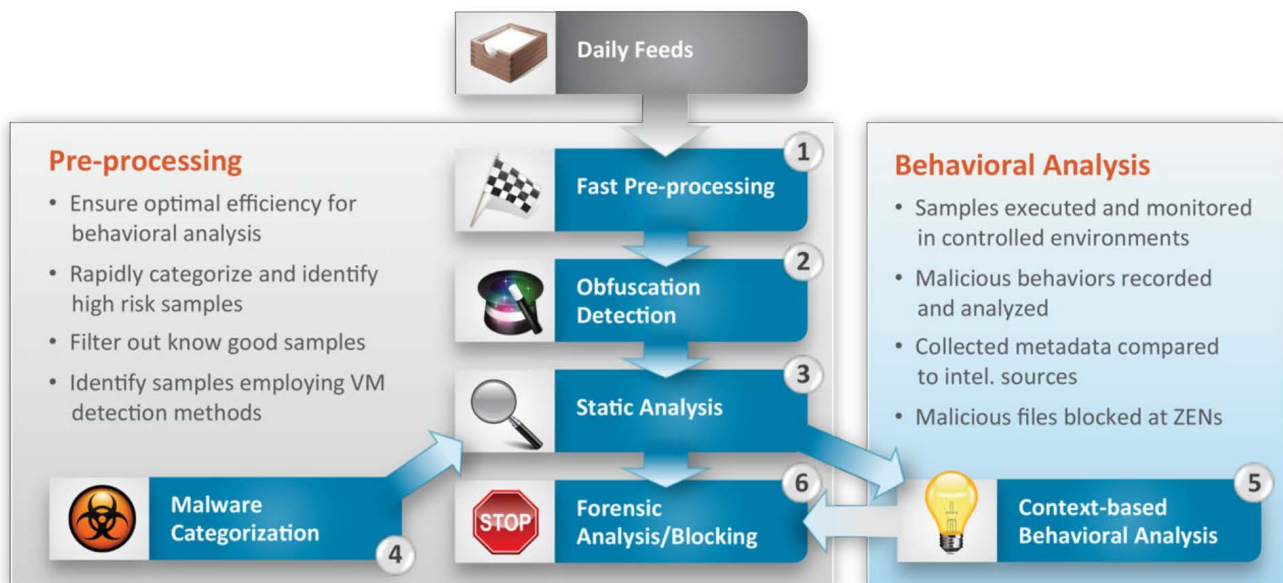 Daily Feeds
Pre-processing
• Ensure optimal efficiency for
behavioral analysis
• Rapidly categorize and identify
high risk samples
• Filter out know good samples
• Identify samples employing VM
detection methods
1
Fast Pre-processing
2
Obfuscation
Detection
3
Static Analysis
Malware
Categorization
4
6
STOP
Forensic
Analysis/Blocking
Behavioral Analysis
• Samples executed and monitored
in controlled environments
• Malicious behaviors recorded
and analyzed
• Collected metadata compared
to intel. sources
• Malicious files blocked at ZENs
5
Context-based
Behavioral Analysis